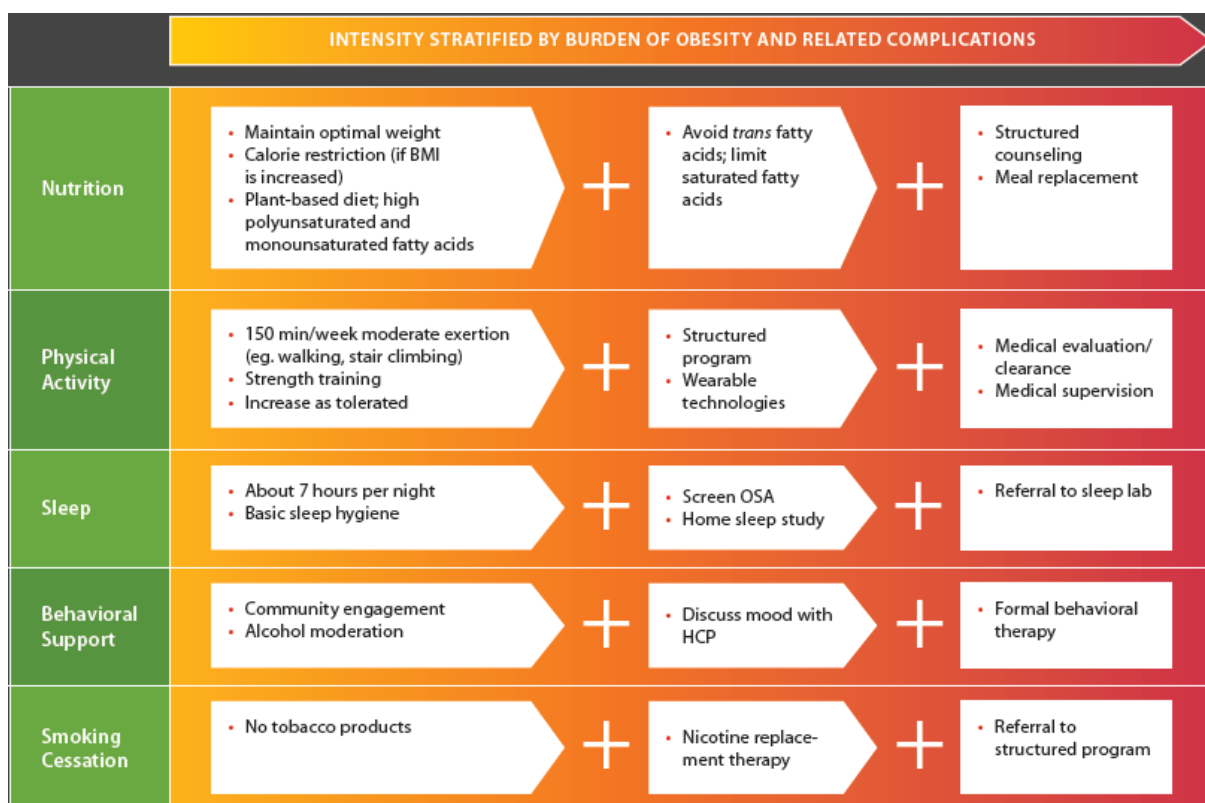 INTENSITY STRATIFIED BY BURDEN OF OBESITY AND RELATED COMPLICATIONS
Nutrition
• Maintain optimal weight
• Calorie restriction (if BMI
is increased)
• Plant-based diet; high
polyunsaturated and
monounsaturated fatty acids
+
• Avoid trans fatty
acids; limit
saturated fatty
acids
+
• Structured
counseling
• Meal replacement
Physical
Activity
• 150 min/week moderate exertion
(eg. walking, stair climbing)
• Strength training
• Increase as tolerated
+
• Structured
program
• Wearable
technologies
+
• Medical evaluation/
clearance
• Medical supervision
Sleep
• About 7 hours per night
• Basic sleep hygiene
+
• Screen OSA
• Home sleep study
+
• Referral to sleep lab
Behavioral
Support
• Community engagement
• Alcohol moderation
+
• Discuss mood with
HCP
+
• Formal behavioral
therapy
Smoking
Cessation
• No tobacco products
+
• Nicotine replace-
ment therapy
+
• Referral to
structured program